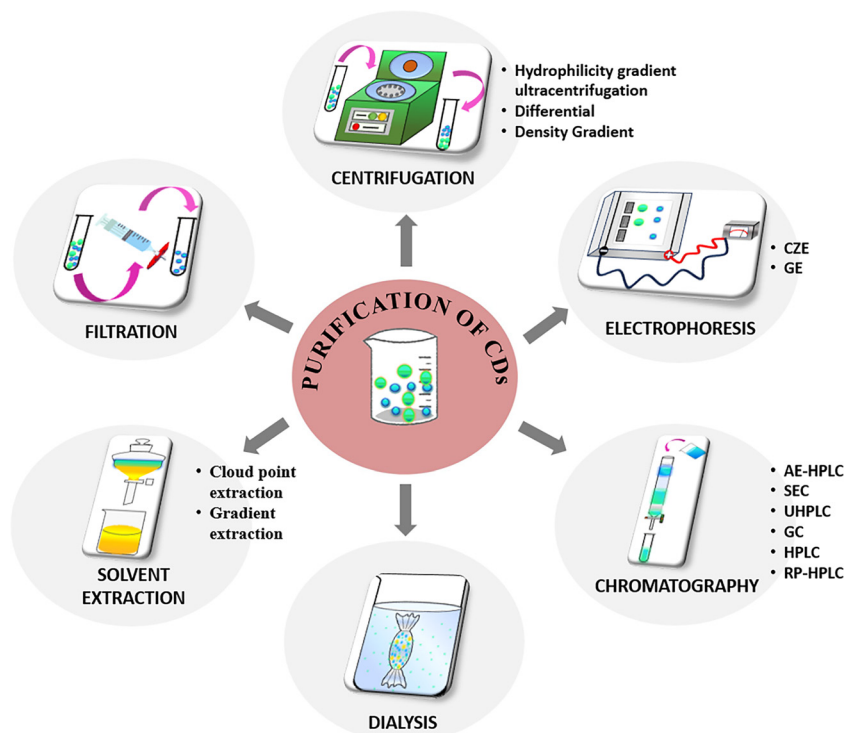 • Hydrophilicity gradient
ultracentrifugation
• Differential
• Density Gradient
CENTRIFUGATION
FILTRATION
• CZE
• GE
ELECTROPHORESIS
PURIFICATION OF CDs
• Cloud point
extraction
• Gradient
extraction
SOLVENT
EXTRACTION
• AE-HPLC
• SEC
• UHPLC
• GC
• HPLC
• RP-HPLC
CHROMATOGRAPHY
DIALYSIS